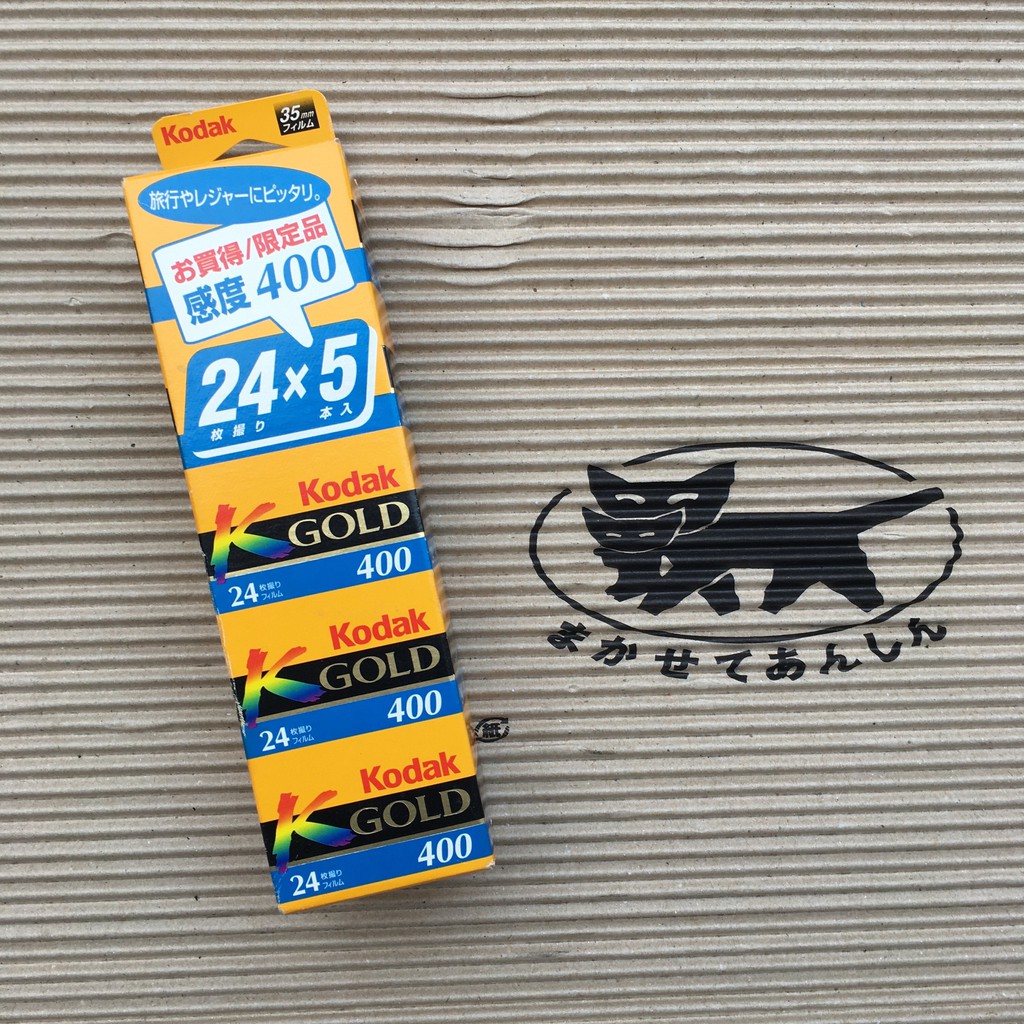 Kodak
35mm
フィルム
旅行やレジャーにピッタリ。
お買得/限定品
感度 400
24×5
枚撮り 本入
Kodak
GOLD
400
24枚撮り
フィルム
Kodak
GOLD
400
24枚撮り
フィルム
Kodak
GOLD
400
24枚撮り
フィルム
まかせてあんしん
紙